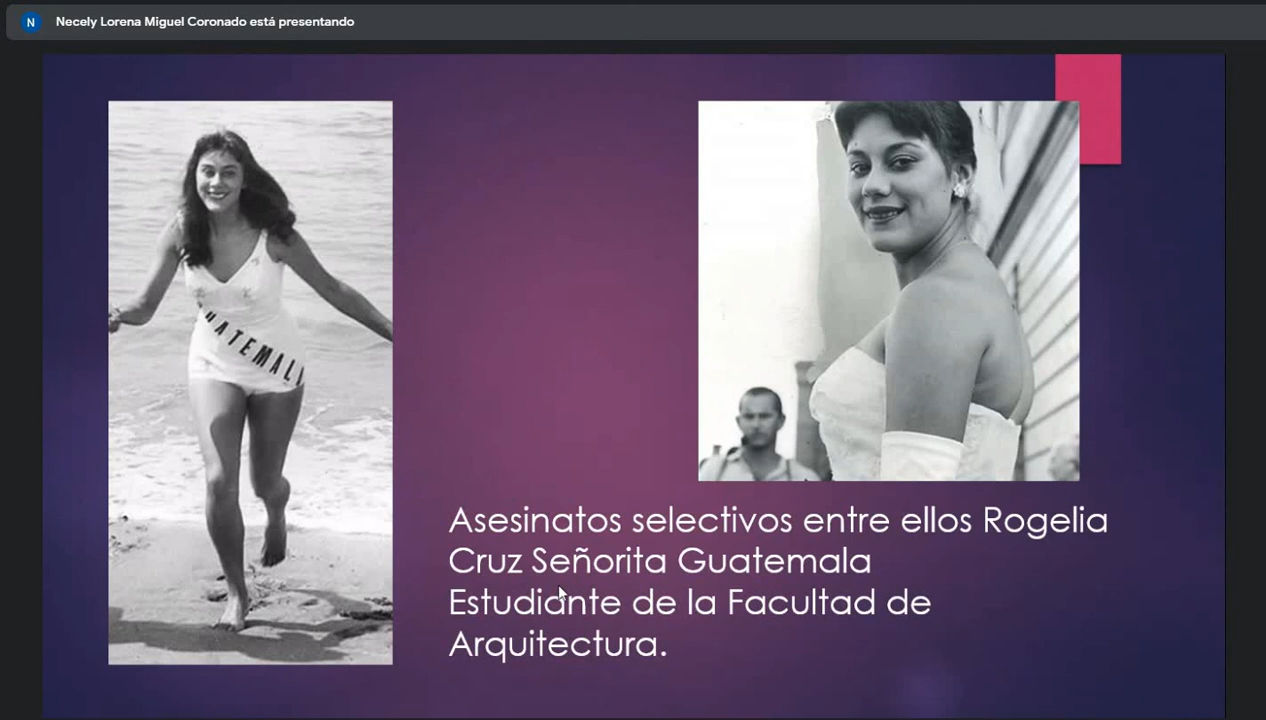 N
Necely Lorena Miguel Coronado está presentando
GUATEMALA
Asesinatos selectivos entre ellos Rogelia
Cruz Señorita Guatemala
Estudiante de la Facultad de
Arquitectura.